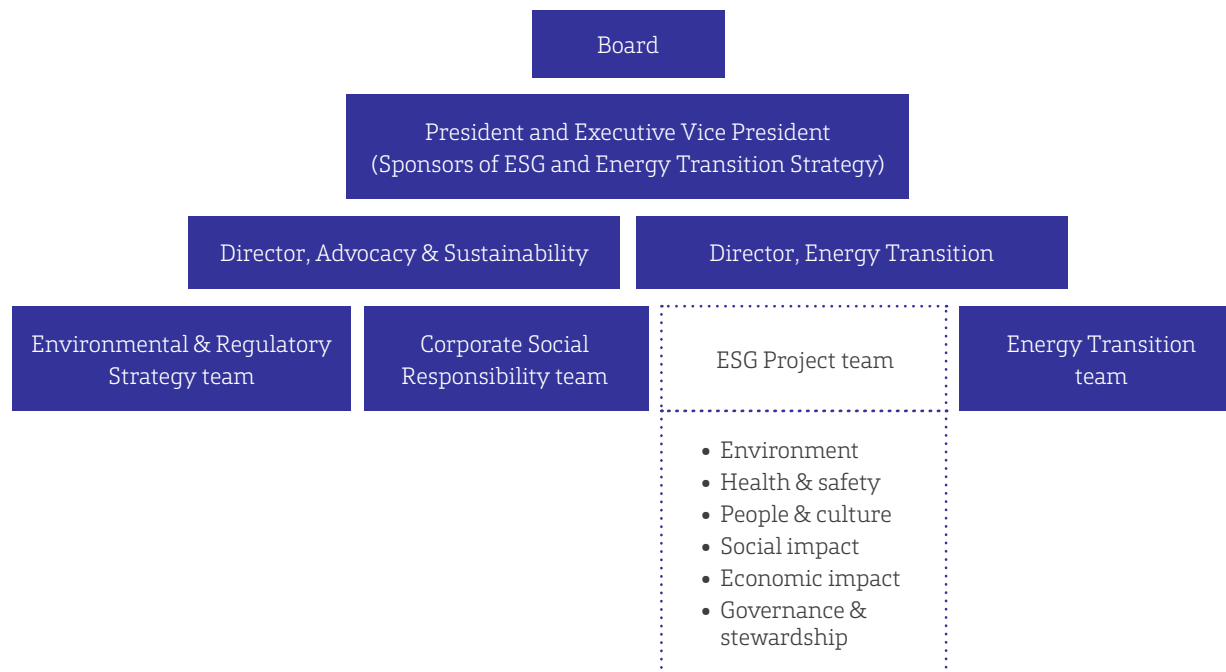 Board
President and Executive Vice President
(Sponsors of ESG and Energy Transition Strategy)
Director, Advocacy & Sustainability
Director, Energy Transition
Environmental & Regulatory
Strategy team
Corporate Social
Responsibility team
ESG Project team
Energy Transition
team
• Environment
• Health & safety
• People & culture
• Social impact
• Economic impact
• Governance &
stewardship